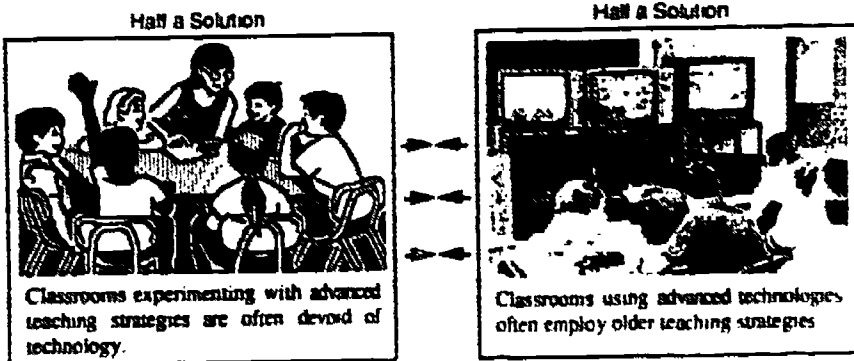 Half a Solution
Classrooms experimenting with advanced
teaching strategies are often devoid of
technology.
Half a Solution
Classrooms using advanced technologies
often employ older teaching strategies